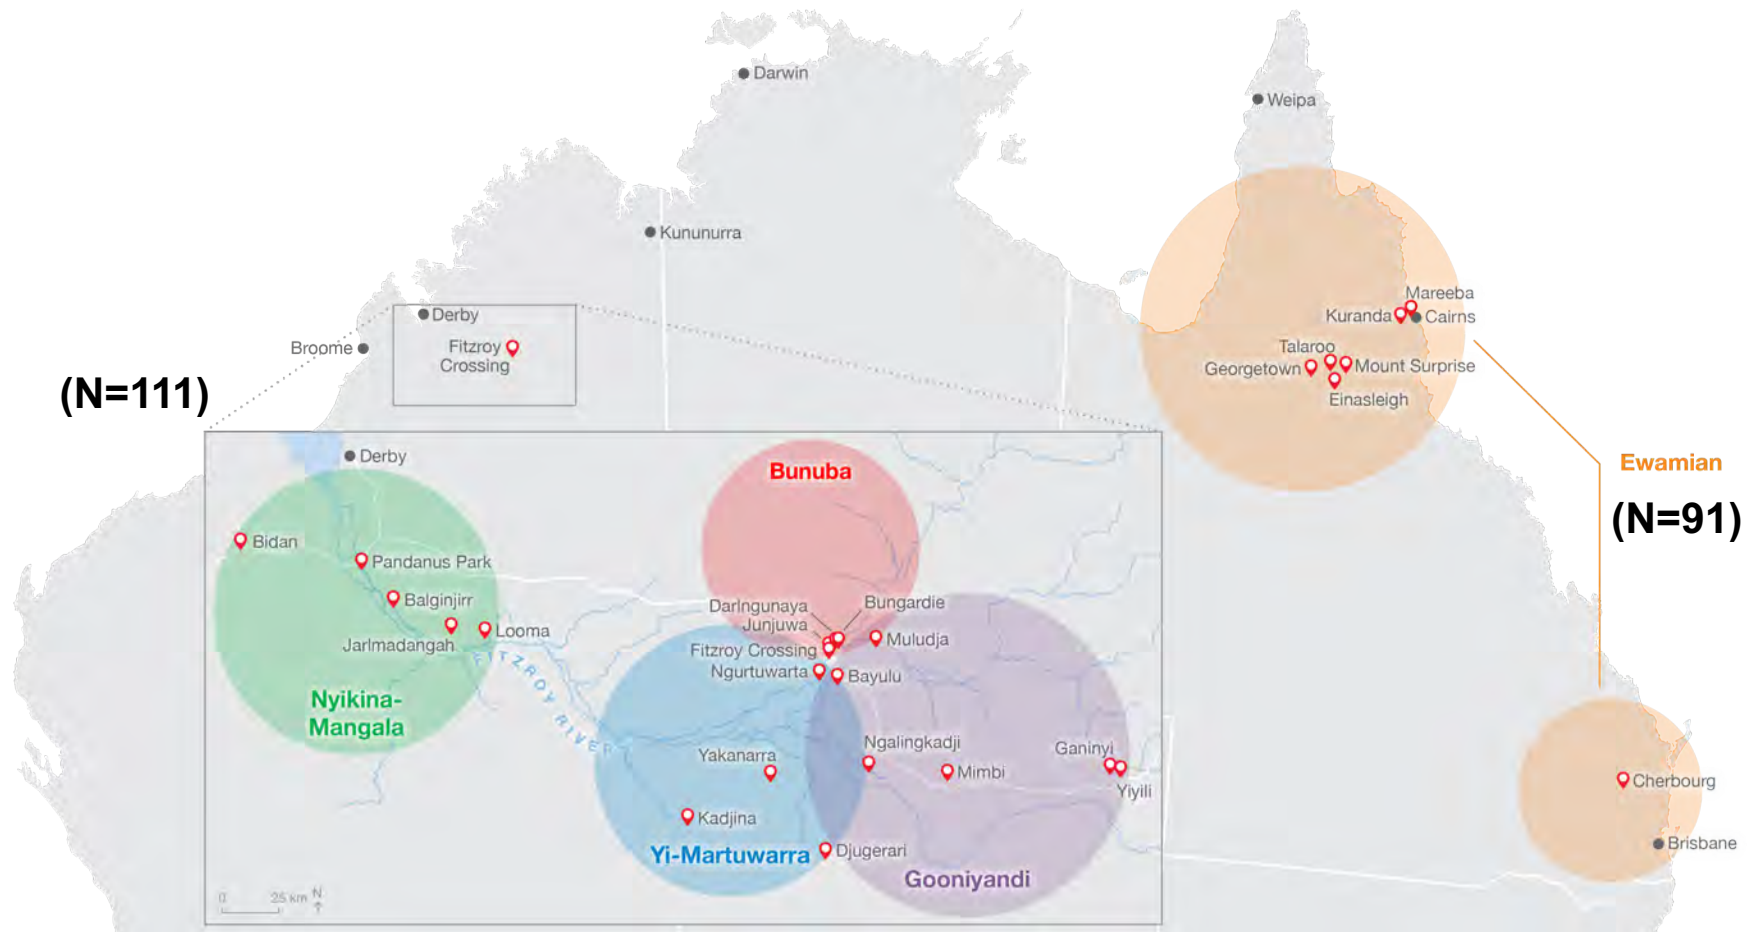 Darwin
Weipa
Kununurra
Derby
Broome
Fitzroy
Crossing
(N=111)
Mareeba
Kuranda
Cairns
Talaroo
Georgetown
Mount Surprise
Einasleigh
Ewamian
(N=91)
Derby
Bunuba
Bidan
Pandanus Park
Balginjirr
Jarlmadangah
Looma
Nyikina-
Mangala
FITZROY RIVER
Darlngunaya
Bungardie
Junjuwa
Muludja
Fitzroy Crossing
Ngurtuwarta
Bayulu
Yakanarra
Ngalingkadji
Mimbi
Ganinyi
Yiyili
Kadjina
Yi-Martuwarra
Djugerari
Gooniyandi
0 25 km N
Cherbourg
Brisbane